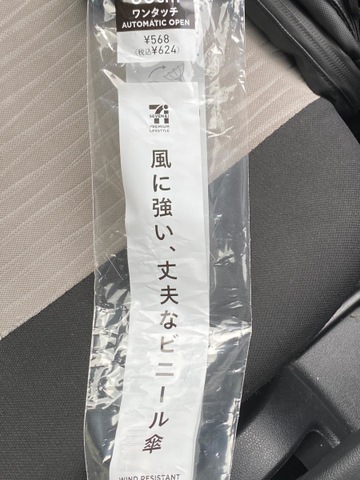 ワンタッチ
AUTOMATIC OPEN
¥568
(税込¥624)
SEVEN&i
PREMIUM
LIFESTYLE
風に強い、丈夫なビニール傘
WIND RESISTANT